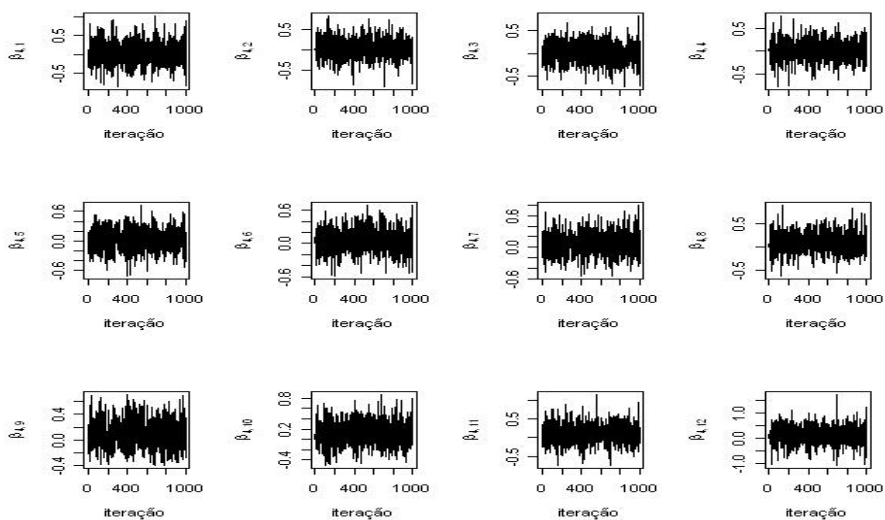 β4,1 0.5 -0.5 0 400 1000 iteração
β4,2 0.5 -0.5 0 400 1000 iteração
β4,3 0.5 -0.5 0 400 1000 iteração
β4,4 0.5 -0.5 0 400 1000 iteração
β4,5 0.6 0.0 -0.6 0 400 1000 iteração
β4,6 0.6 0.0 -0.6 0 400 1000 iteração
β4,7 0.6 0.0 -0.6 0 400 1000 iteração
β4,8 0.5 -0.5 0 400 1000 iteração
β4,9 0.4 0.0 -0.4 0 400 1000 iteração
β4,10 0.8 0.2 -0.4 0 400 1000 iteração
β4,11 0.5 -0.5 0 400 1000 iteração
β4,12 1.0 0.0 -1.0 0 400 1000 iteração